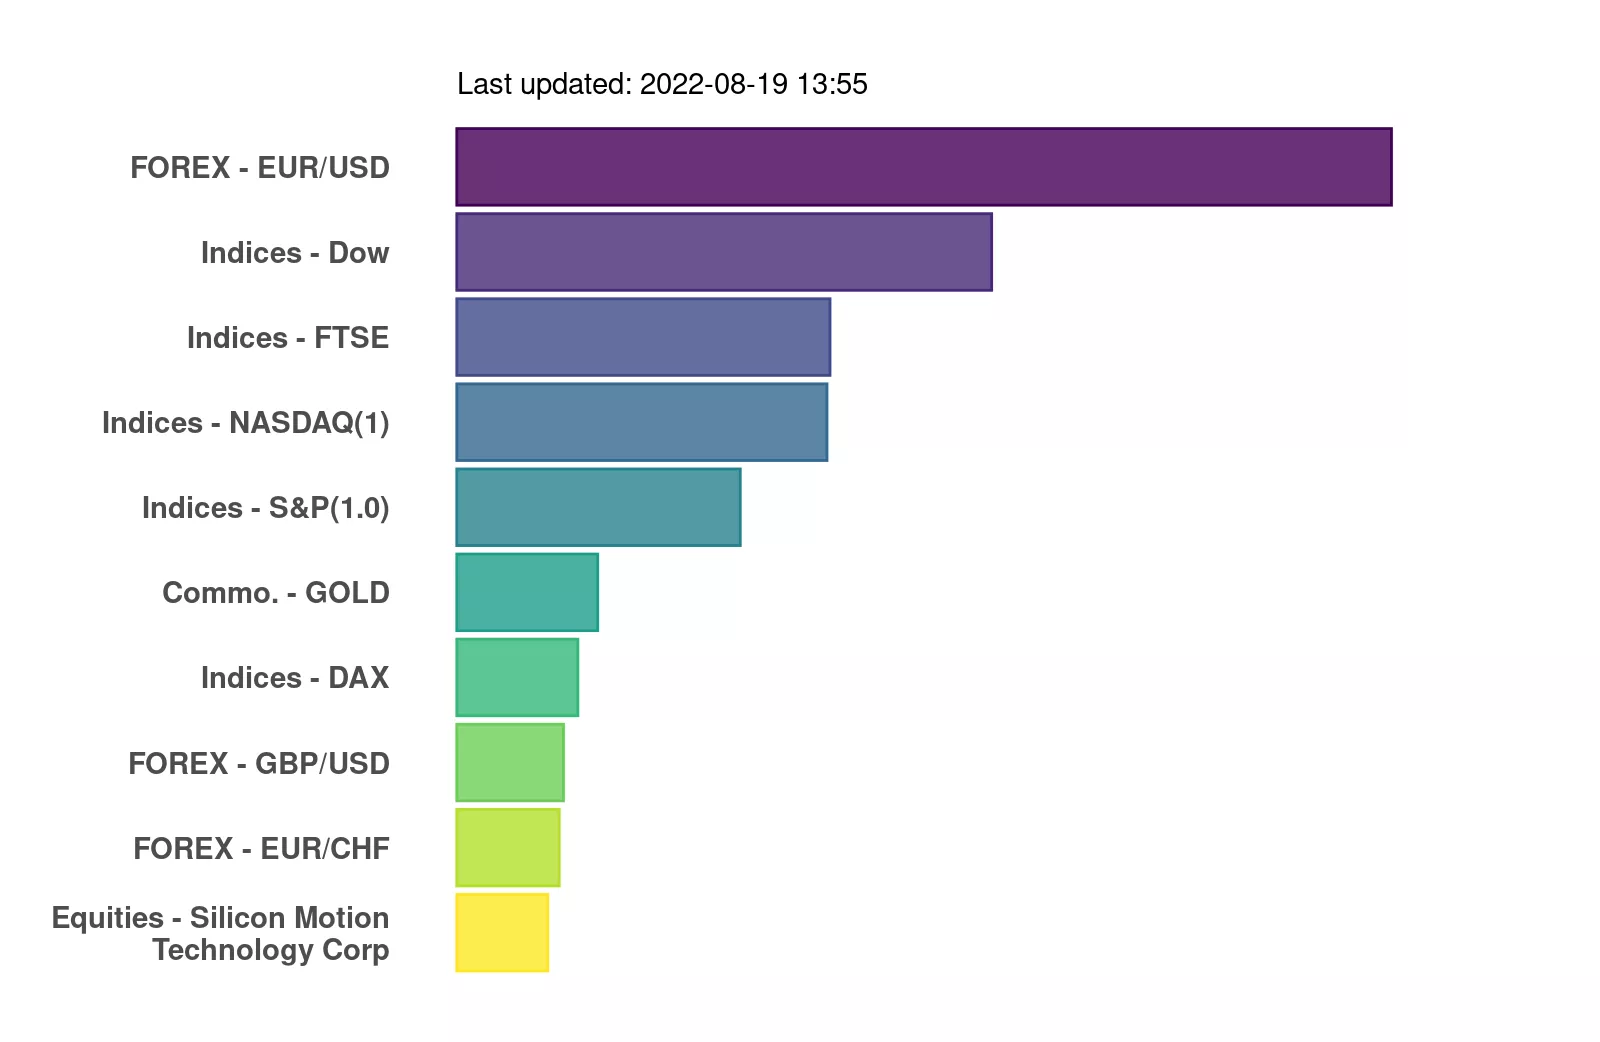 Last updated: 2022-08-19 13:55
FOREX - EUR/USD
Indices - Dow
Indices - FTSE
Indices - NASDAQ(1)
Indices - S&P(1.0)
Commo. - GOLD
Indices - DAX
FOREX - GBP/USD
FOREX - EUR/CHF
Equities - Silicon Motion
Technology Corp